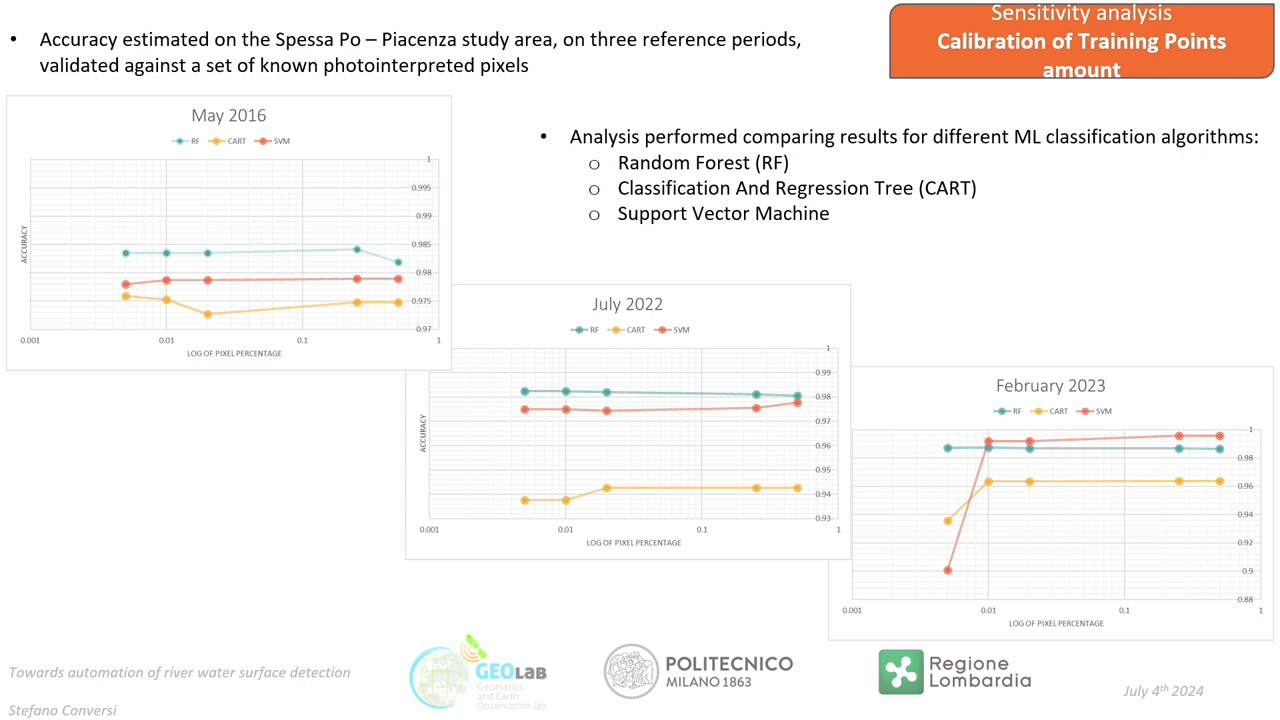 • Accuracy estimated on the Spessa Po – Piacenza study area, on three reference periods,
validated against a set of known photointerpreted pixels
Sensitivity analysis
Calibration of Training Points
amount
• Analysis performed comparing results for different ML classification algorithms:
o Random Forest (RF)
o Classification And Regression Tree (CART)
o Support Vector Machine
May 2016
RF CART SVM
1
0.995
0.99
0.985
0.98
0.975
0.97
ACCURACY
0.001 0.01 0.1 1
LOG OF PIXEL PERCENTAGE
July 2022
RF CART SVM
1
0.99
0.98
0.97
0.96
0.95
0.94
0.93
ACCURACY
0.001 0.01 0.1 1
LOG OF PIXEL PERCENTAGE
February 2023
RF CART SVM
1
0.98
0.96
0.94
0.92
0.9
0.88
0.001 0.01 0.1 1
LOG OF PIXEL PERCENTAGE
Towards automation of river water surface detection
Stefano Conversi
GEOLAB
Geomatics
and Earth
Observation lab
POLITECNICO
MILANO 1863
Regione
Lombardia
July 4th 2024